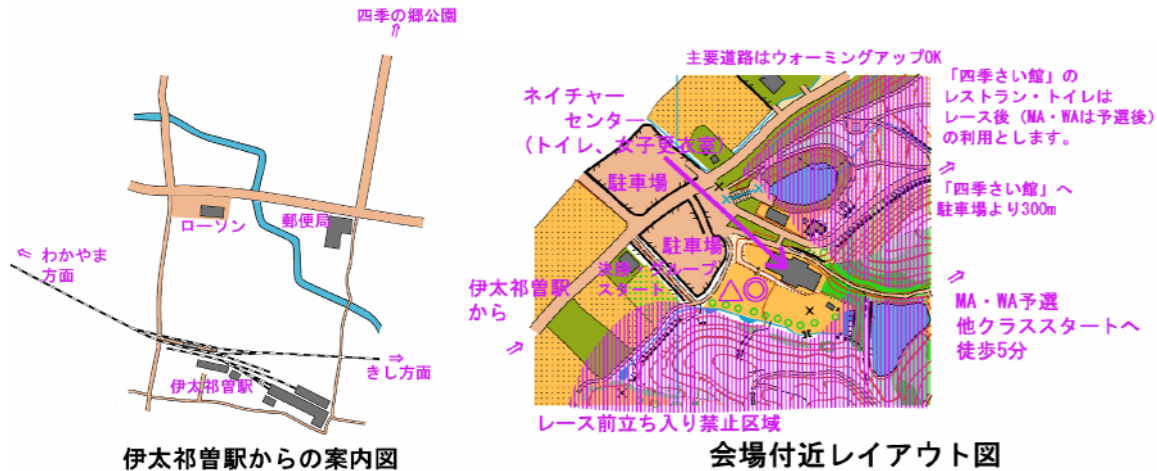 四季の郷公園
⇑
ローソン
郵便局
⇐ わかやま
方面
⇒
きし方面
伊太祁曽駅
伊太祁曽駅からの案内図
主要道路はウォーミングアップOK
ネイチャー
センター
(トイレ、女子更衣室)
駐車場
駐車場
決勝・グループ
スタート
伊太祁曽駅
から
⇒
「四季さい館」の
レストラン・トイレは
レース後(MA・WAは予選後)
の利用とします。
⇒
「四季さい館」へ
駐車場より300m
⇒
MA・WA予選
他クラススタートへ
徒歩5分
レース前立ち入り禁止区域
会場付近レイアウト図